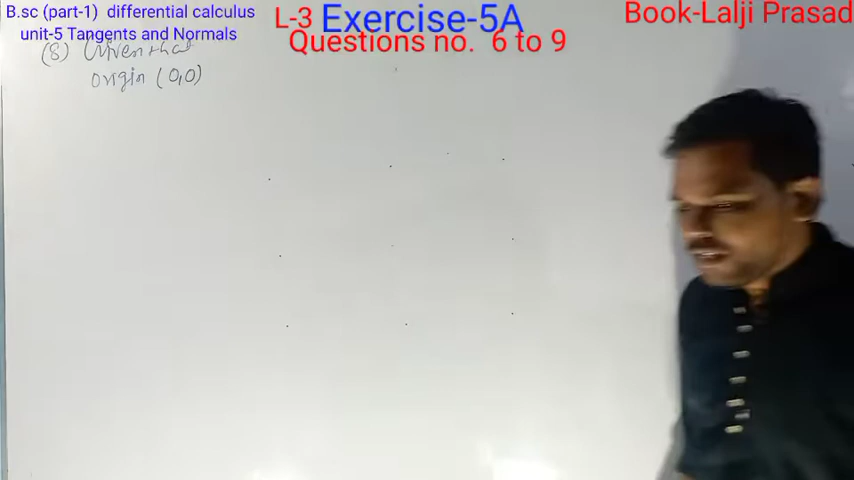 B.sc (part-1) differential calculus
unit-5 Tangents and Normals
L-3 Exercise-5A
Questions no. 6 to 9
Book-Lalji Prasad
(8) Given that
origin (0,0)